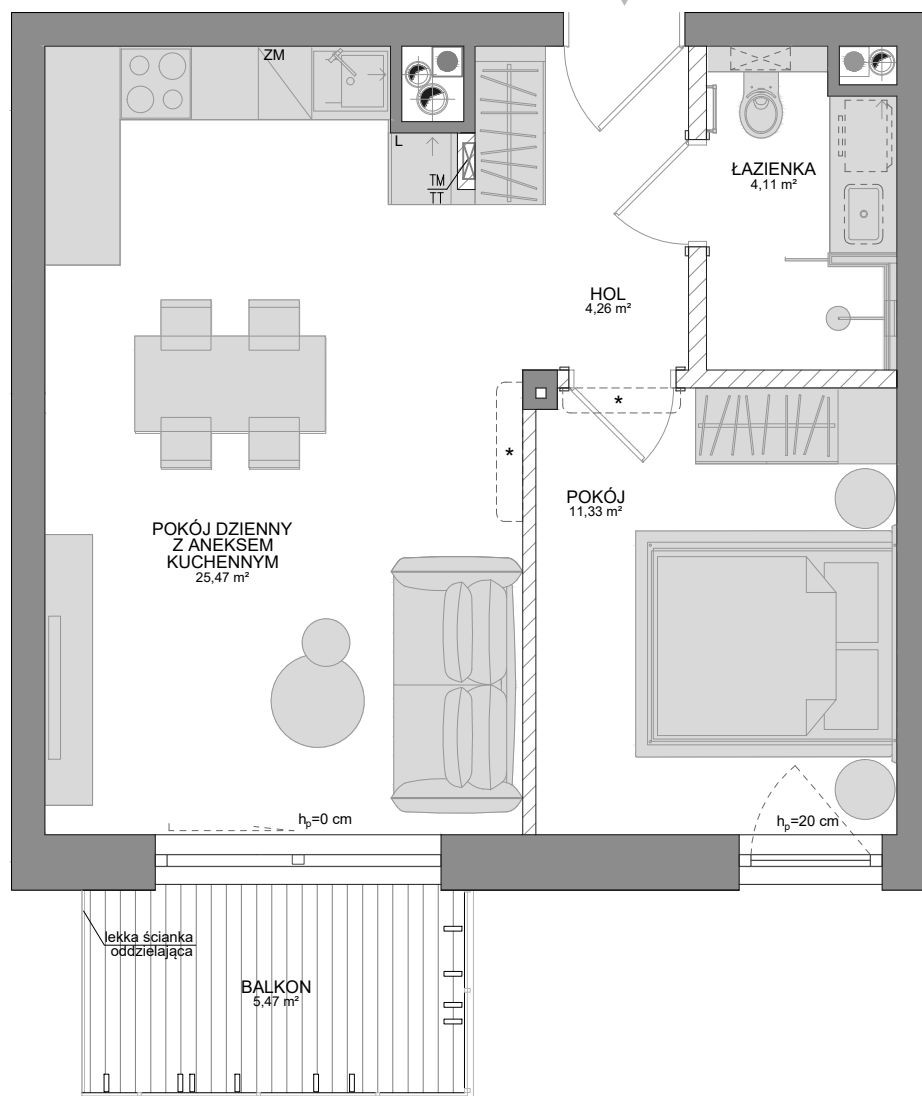 ZM
L
TM
TT
ŁAZIENKA
4,11 m²
HOL
4,26 m²
*
*
POKÓJ
11,33 m²
POKÓJ DZIENNY
Z ANEKSEM
KUCHENNYM
25,47 m²
hp=0 cm
hp=20 cm
lekka ścianka
oddzielająca
BALKON
5,47 m²